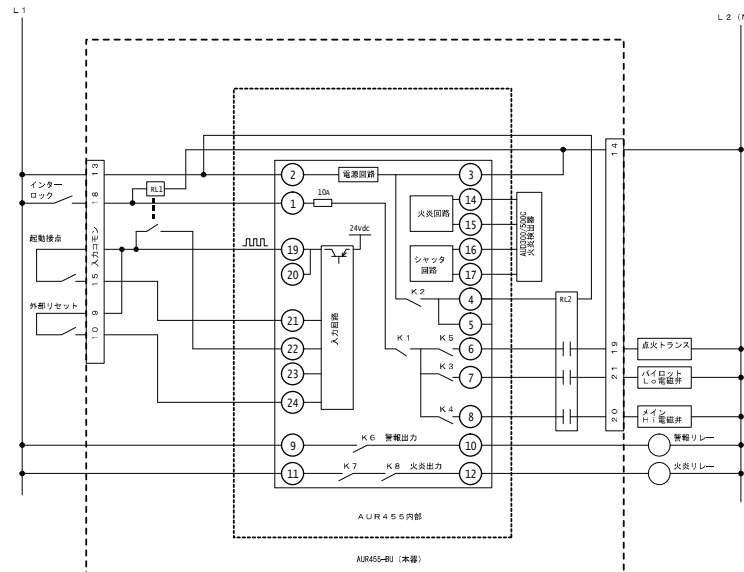 L1
L2 (N
インター
ロック
起動接点
外部リセット
13
18
入力コモン
15
9
10
RL1
2
1
19
20
21
22
23
24
9
11
10A
24vdc
電源回路
入力回路
火炎回路
シャッタ
回路
3
14
15
16
17
4
5
6
7
8
10
12
AUD300/500C
火炎検出器
K2
K1
K5
K3
K4
K6 警報出力
K7
K8 火炎出力
RL2
14
19
21
20
点火トランス
パイロット
Lo電磁弁
メイン
Hi電磁弁
警報リレー
火炎リレー
AUR455内部
AUR455-BU (本器)